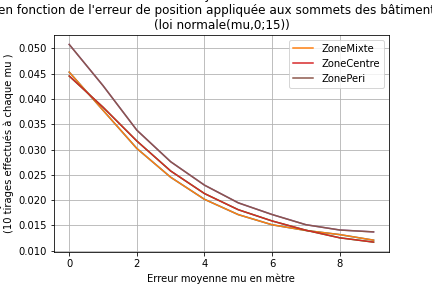 en fonction de l'erreur de position appliquée aux sommets des bâtiment
(loi normale(mu,0;15))
(10 tirages effectués à chaque mu )
0.050
0.045
0.040
0.035
0.030
0.025
0.020
0.015
0.010
ZoneMixte
ZoneCentre
ZonePeri
0
2
4
6
8
Erreur moyenne mu en mètre